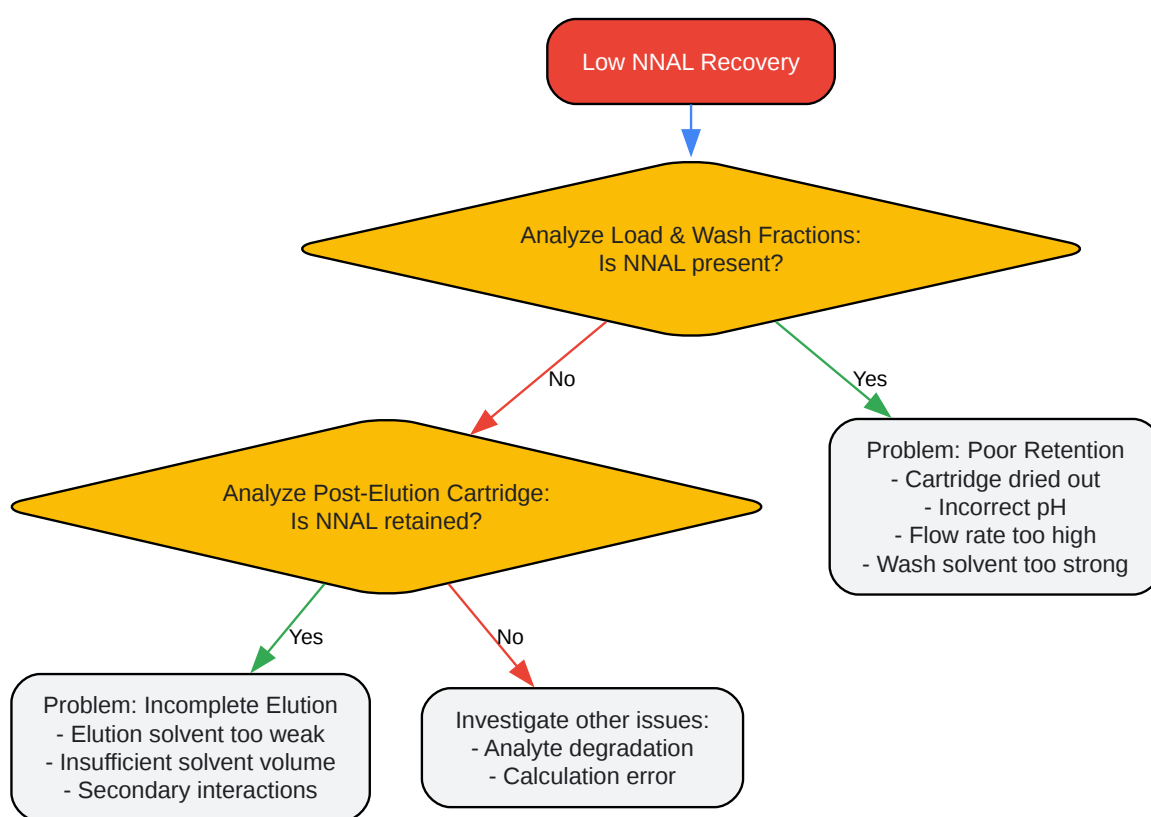 Low NNAL Recovery
Analyze Load & Wash Fractions:
Is NNAL present?
No
Yes
Problem: Poor Retention
- Cartridge dried out
- Incorrect pH
- Flow rate too high
- Wash solvent too strong
Analyze Post-Elution Cartridge:
Is NNAL retained?
Yes
No
Problem: Incomplete Elution
- Elution solvent too weak
- Insufficient solvent volume
- Secondary interactions
Investigate other issues:
- Analyte degradation
- Calculation error